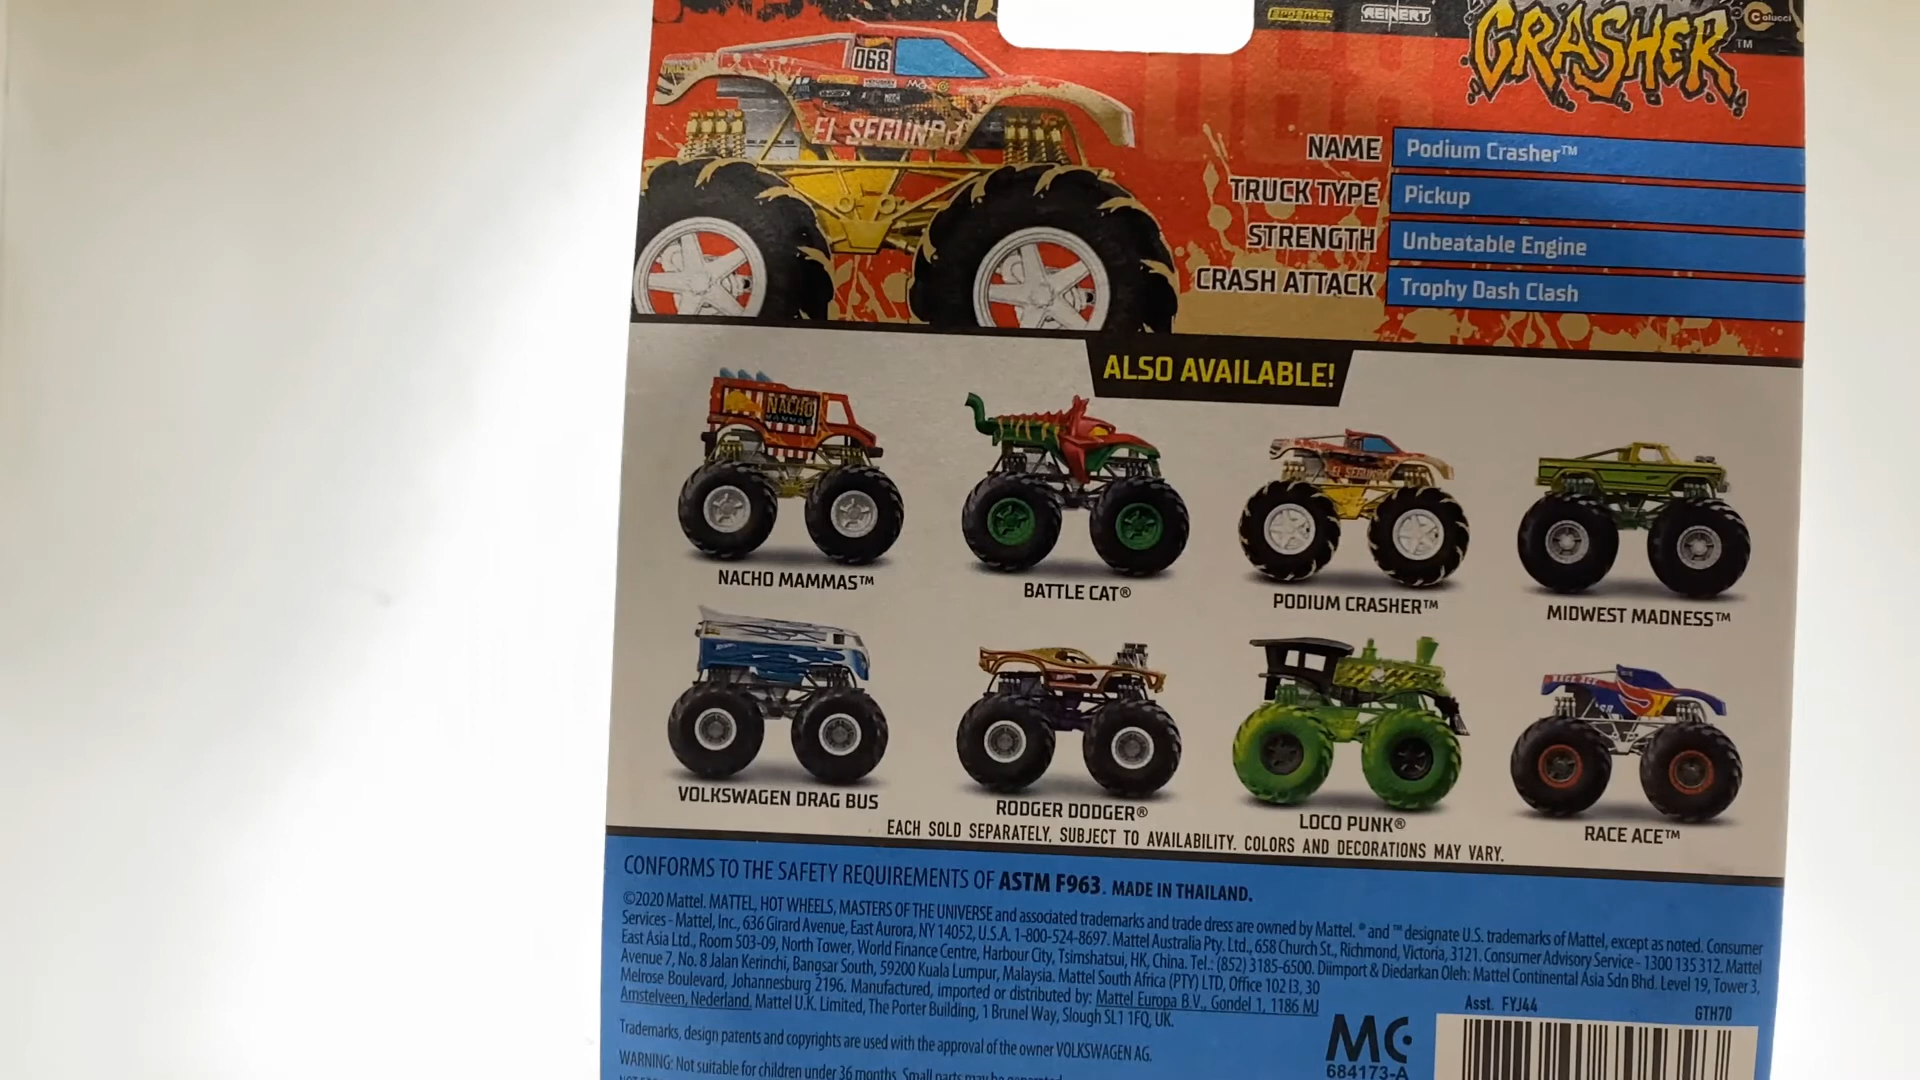 REINERT
Calucci
CRASHER™
068
EL SEGUNDO
NAME Podium Crasher™
TRUCK TYPE Pickup
STRENGTH Unbeatable Engine
CRASH ATTACK Trophy Dash Clash
ALSO AVAILABLE!
NACHO
NACHO MAMMAS™
BATTLE CAT®
EL SEGUNDO
PODIUM CRASHER™
MIDWEST MADNESS™
VOLKSWAGEN DRAG BUS
RODGER DODGER®
LOCO PUNK®
RACE ACE
RACE ACE™
EACH SOLD SEPARATELY, SUBJECT TO AVAILABILITY. COLORS AND DECORATIONS MAY VARY.
CONFORMS TO THE SAFETY REQUIREMENTS OF ASTM F963. MADE IN THAILAND.
©2020 Mattel. MATTEL, HOT WHEELS, MASTERS OF THE UNIVERSE and associated trademarks and trade dress are owned by Mattel. ® and ™ designate U.S. trademarks of Mattel, except as noted. Consumer
Services - Mattel, Inc., 636 Girard Avenue, East Aurora, NY 14052, U.S.A. 1-800-524-8697. Mattel Australia Pty. Ltd., 658 Church St., Richmond, Victoria, 3121. Consumer Advisory Service - 1300 135 312. Mattel
East Asia Ltd., Room 503-09, North Tower, World Finance Centre, Harbour City, Tsimshatsui, HK, China. Tel.: (852) 3185-6500. Diimport & Diedarkan Oleh: Mattel Continental Asia Sdn Bhd. Level 19, Tower 3,
Avenue 7, No. 8 Jalan Kerinchi, Bangsar South, 59200 Kuala Lumpur, Malaysia. Mattel South Africa (PTY) LTD, Office 102 I3, 30
Melrose Boulevard, Johannesburg 2196. Manufactured, imported or distributed by: Mattel Europa B.V., Gondel 1, 1186 MJ
Amstelveen, Nederland. Mattel U.K. Limited, The Porter Building, 1 Brunel Way, Slough SL1 1FQ, UK.
Trademarks, design patents and copyrights are used with the approval of the owner VOLKSWAGEN AG.
WARNING: Not suitable for children under 36 months. Small parts may be generated
Asst. FYJ44
GTH70
MC
684173-A